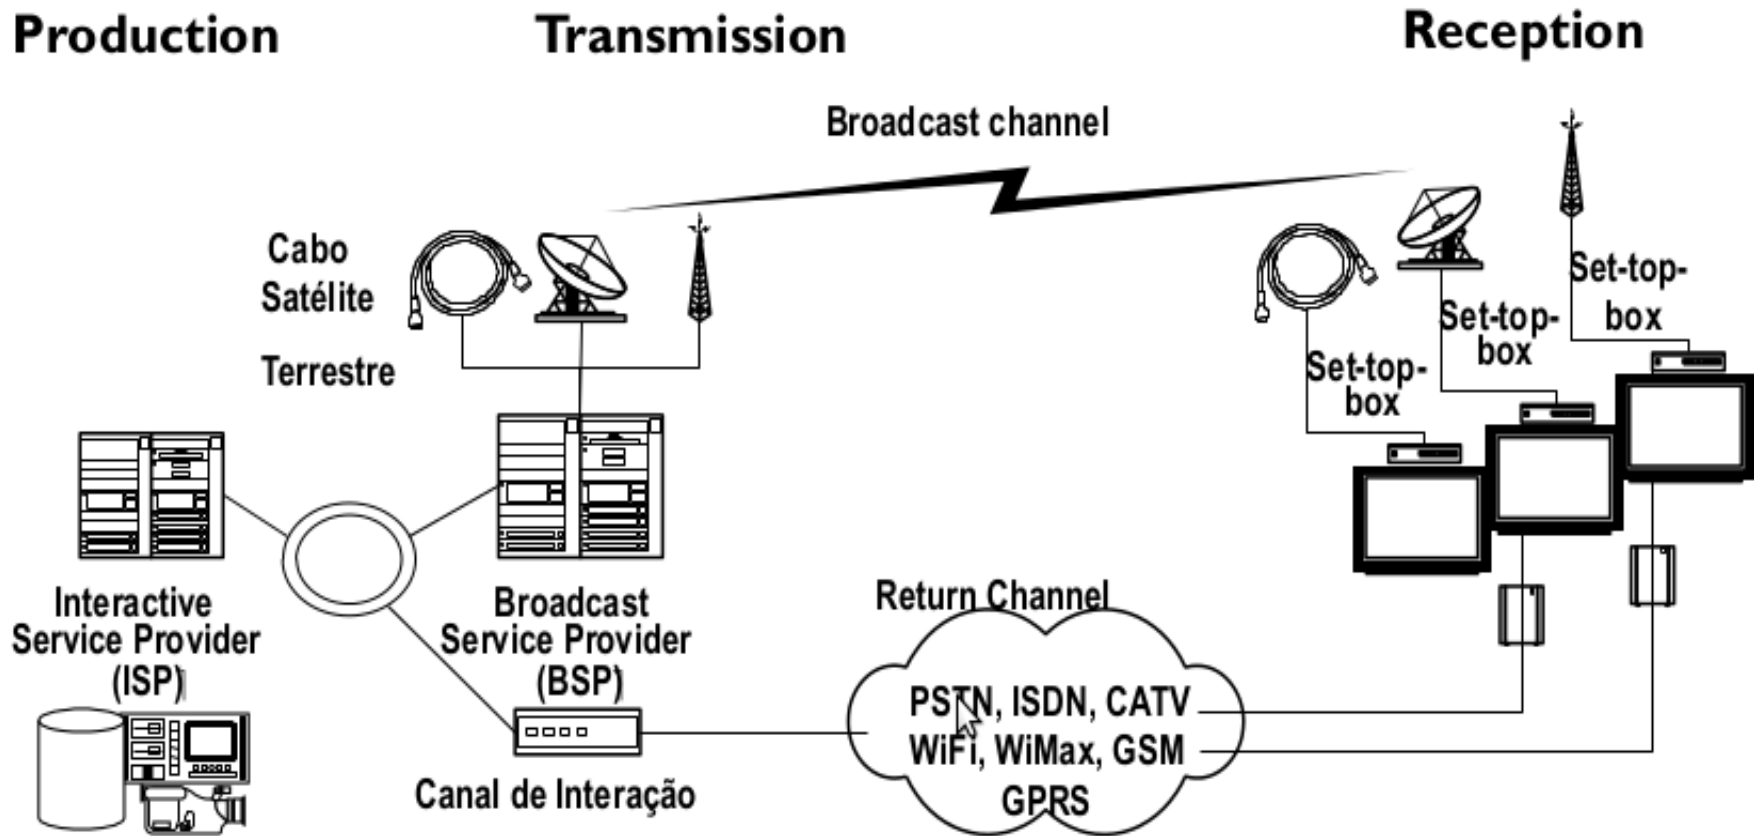 Production
Transmission
Reception
Broadcast channel
Cabo
Satélite
Terrestre
Set-top-
box
Set-top-
box
Set-top-
box
Interactive
Service Provider
(ISP)
Broadcast
Service Provider
(BSP)
Canal de Interação
Return Channel
PSTN, ISDN, CATV
WiFi, WiMax, GSM
GPRS